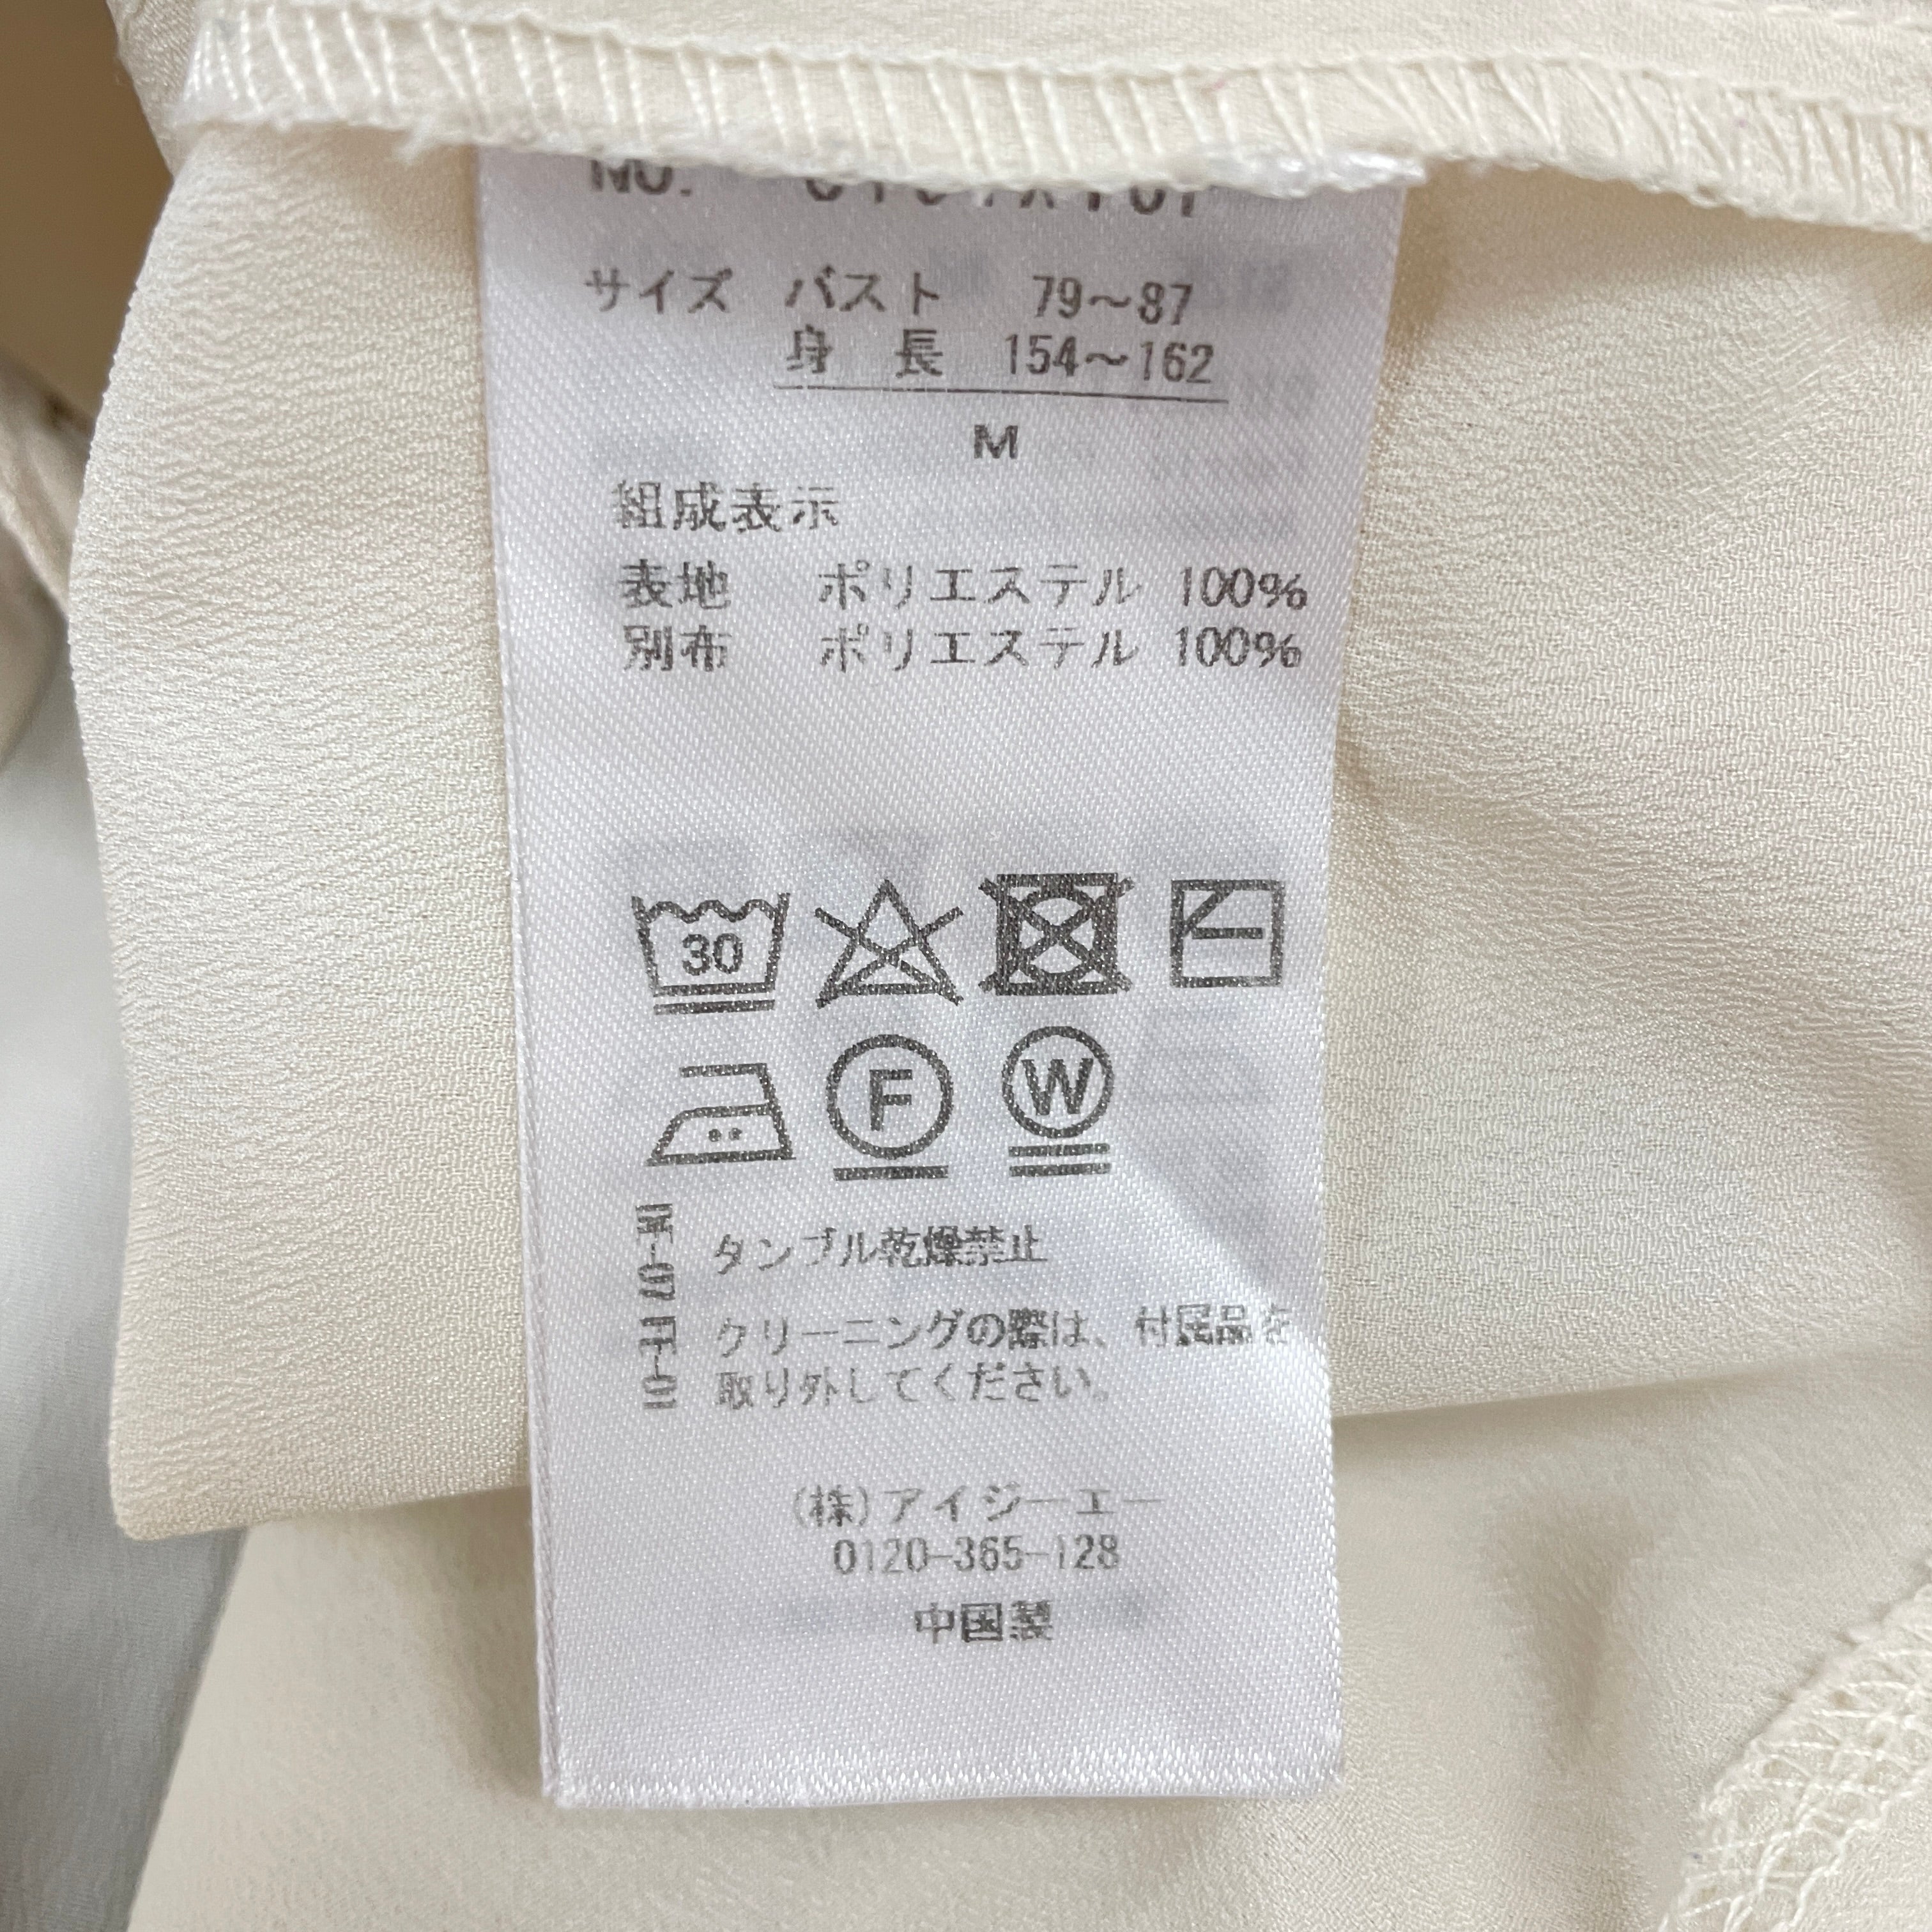 NO.
サイズ バスト 79～87
身 長 154～162
M
組成表示
表地 ポリエステル 100%
別布 ポリエステル 100%
30
F W
タンブル乾燥禁止
クリーニングの際は、付属品を
取り外してください。
(株)アイジーエー
0120-365-128
中国製